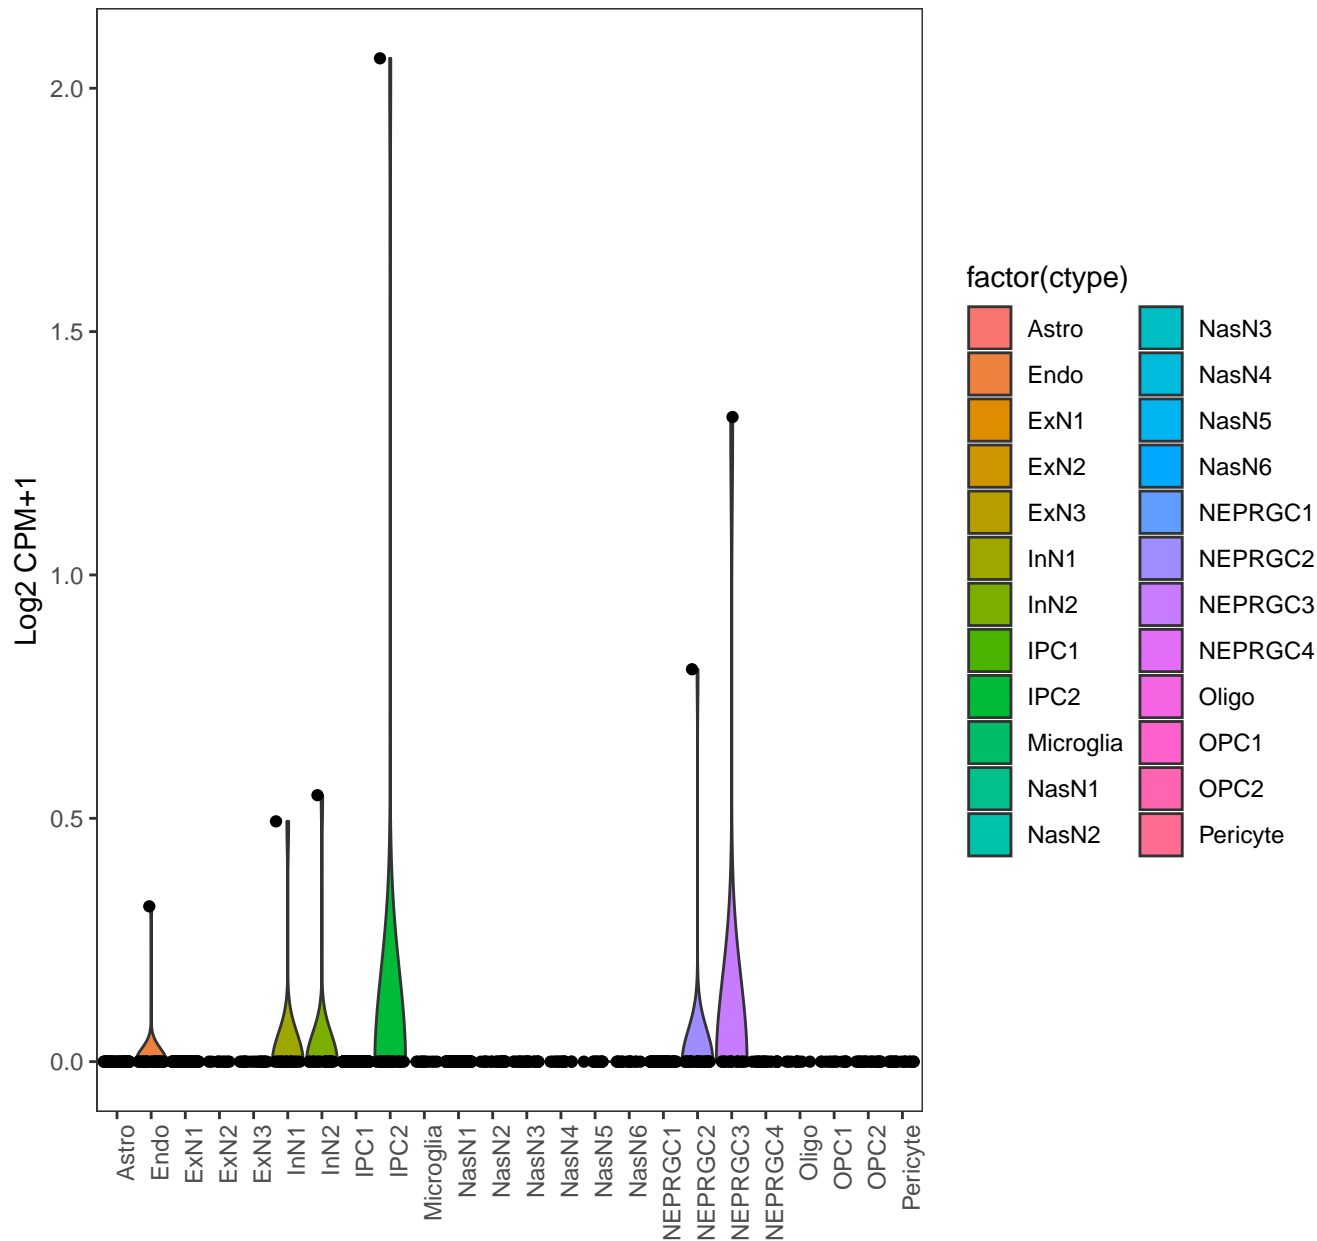 2.0
1.5
1.0
0.5
0.0
Log2 CPM+1
Astro
Endo
ExN1
ExN2
ExN3
InN1
InN2
IPC1
IPC2
Microglia
NasN1
NasN2
NasN3
NasN4
NasN5
NasN6
NEPRGC1
NEPRGC2
NEPRGC3
NEPRGC4
Oligo
OPC1
OPC2
Pericyte
factor(ctype)
Astro
Endo
ExN1
ExN2
ExN3
InN1
InN2
IPC1
IPC2
Microglia
NasN1
NasN2
NasN3
NasN4
NasN5
NasN6
NEPRGC1
NEPRGC2
NEPRGC3
NEPRGC4
Oligo
OPC1
OPC2
Pericyte